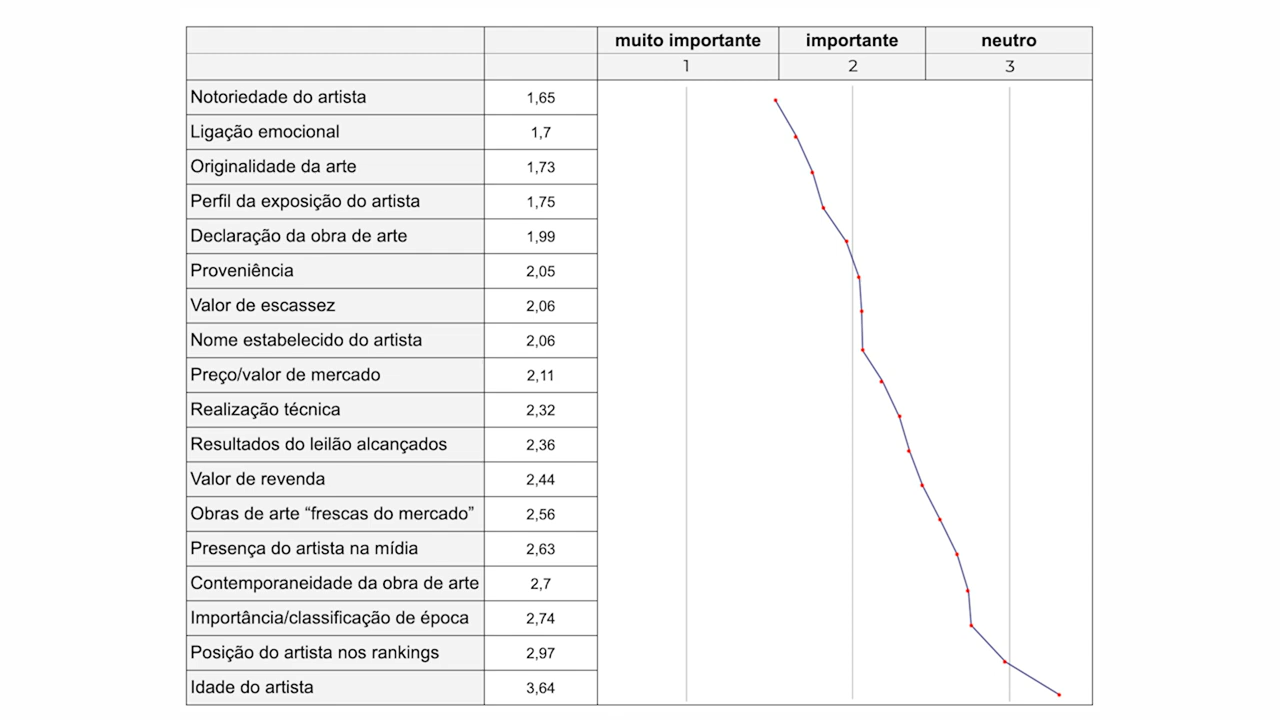 muito importante importante neutro
1 2 3
Notoriedade do artista 1,65
Ligação emocional 1,7
Originalidade da arte 1,73
Perfil da exposição do artista 1,75
Declaração da obra de arte 1,99
Proveniência 2,05
Valor de escassez 2,06
Nome estabelecido do artista 2,06
Preço/valor de mercado 2,11
Realização técnica 2,32
Resultados do leilão alcançados 2,36
Valor de revenda 2,44
Obras de arte “frescas do mercado” 2,56
Presença do artista na mídia 2,63
Contemporaneidade da obra de arte 2,7
Importância/classificação de época 2,74
Posição do artista nos rankings 2,97
Idade do artista 3,64